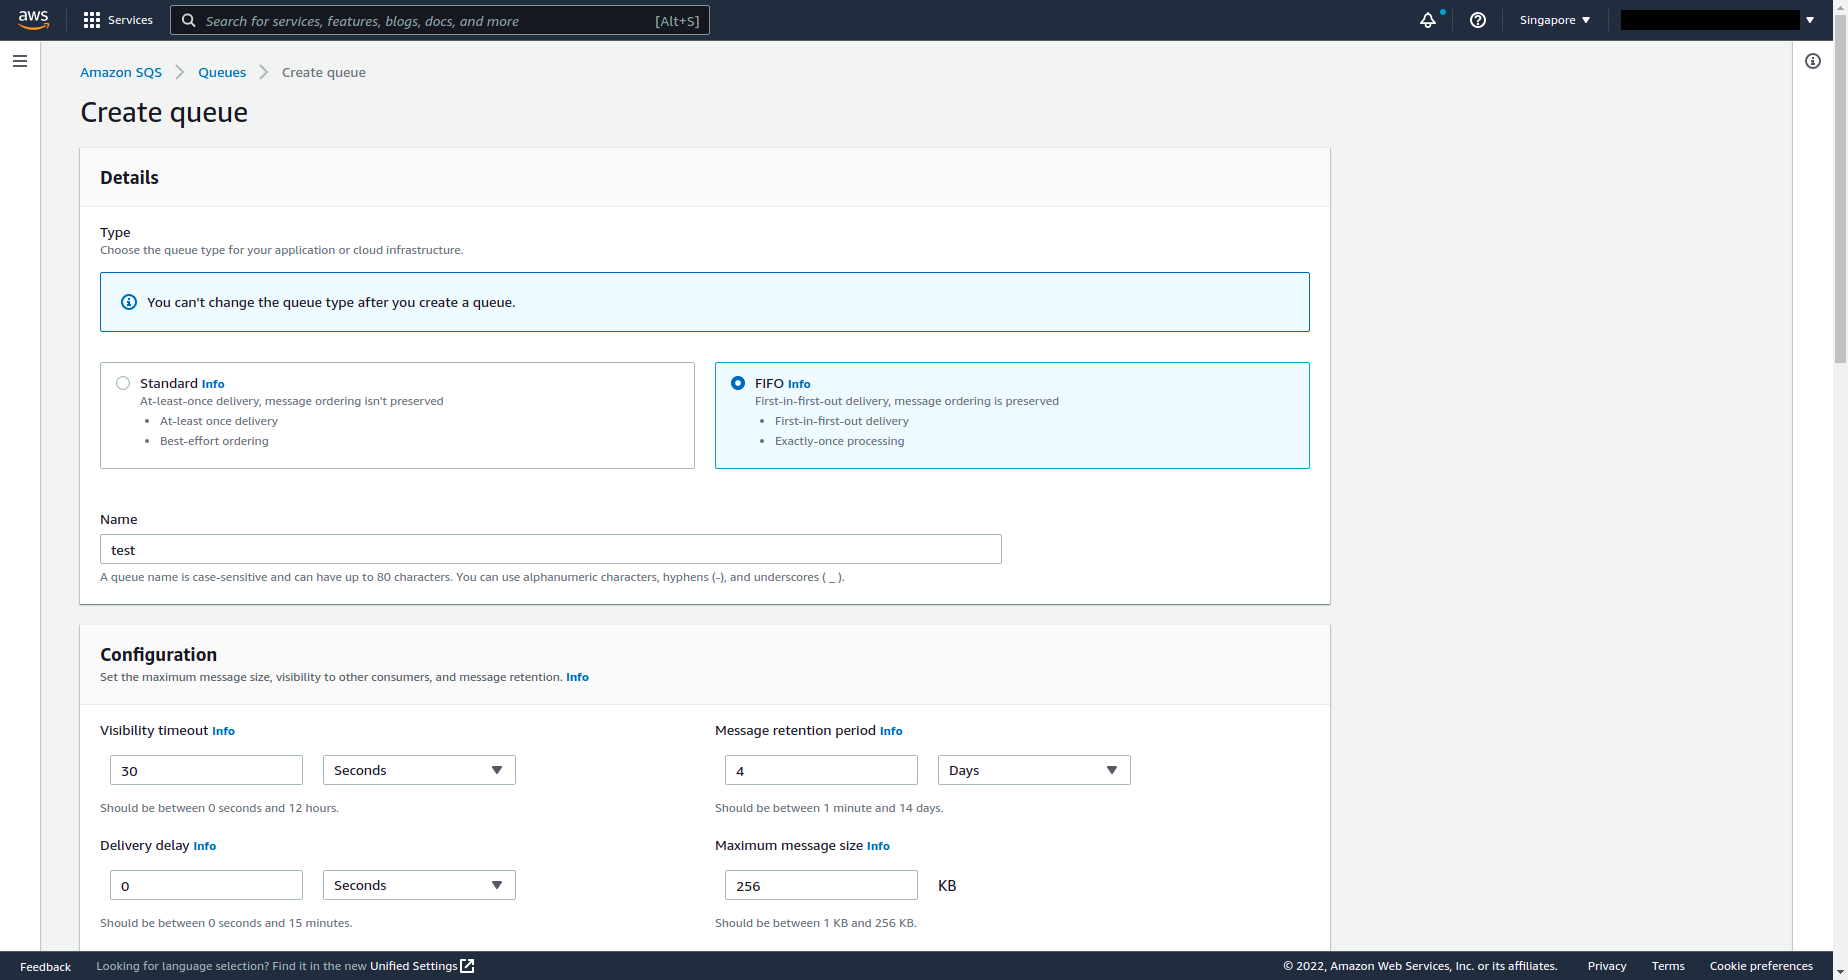 aws
Services
Search for services, features, blogs, docs, and more [Alt+S]
Singapore
Amazon SQS Queues Create queue
Create queue
Details
Type
Choose the queue type for your application or cloud infrastructure.
You can't change the queue type after you create a queue.
Standard Info
At-least-once delivery, message ordering isn't preserved
• At-least once delivery
• Best-effort ordering
FIFO Info
First-in-first-out delivery, message ordering is preserved
• First-in-first-out delivery
• Exactly-once processing
Name
test
A queue name is case-sensitive and can have up to 80 characters. You can use alphanumeric characters, hyphens (-), and underscores ( _ ).
Configuration
Set the maximum message size, visibility to other consumers, and message retention. Info
Visibility timeout Info
30 Seconds
Should be between 0 seconds and 12 hours.
Message retention period Info
4 Days
Should be between 1 minute and 14 days.
Delivery delay Info
0 Seconds
Should be between 0 seconds and 15 minutes.
Maximum message size Info
256 KB
Should be between 1 KB and 256 KB.
Feedback Looking for language selection? Find it in the new Unified Settings © 2022, Amazon Web Services, Inc. or its affiliates. Privacy Terms Cookie preferences